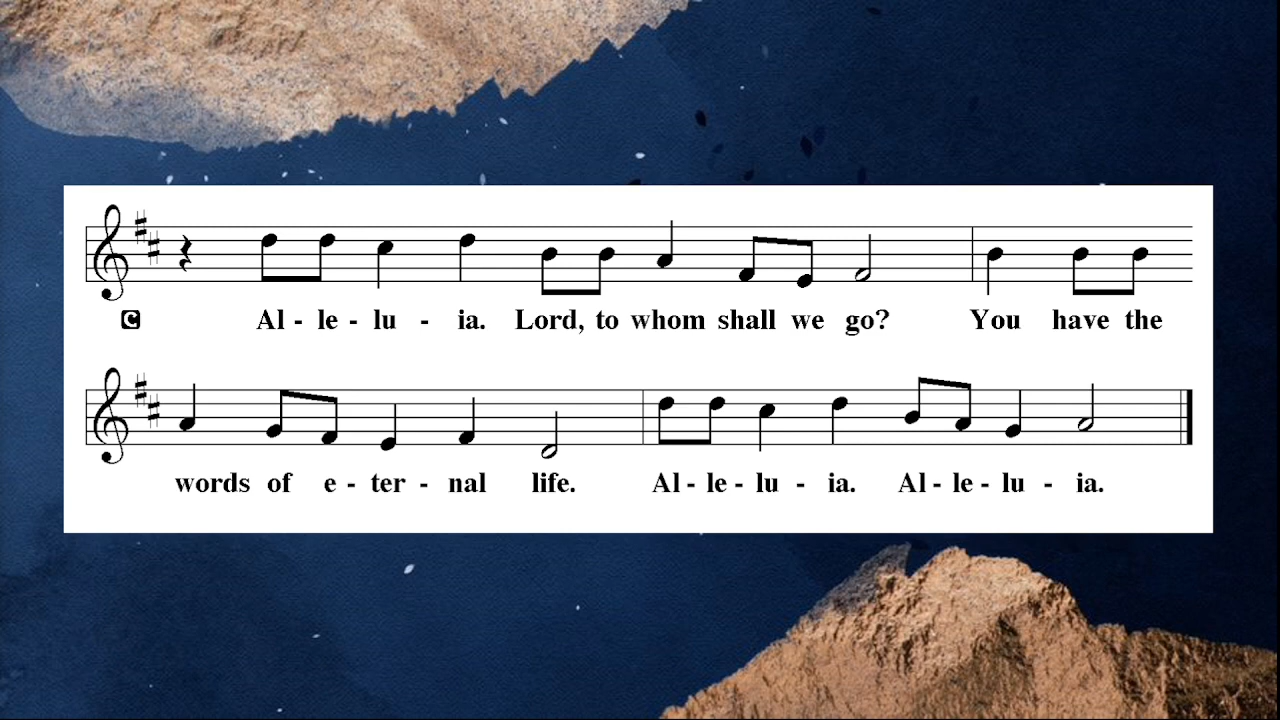 C Al - le - lu - ia. Lord, to whom shall we go? You have the
words of e - ter - nal life. Al - le - lu - ia. Al - le - lu - ia.